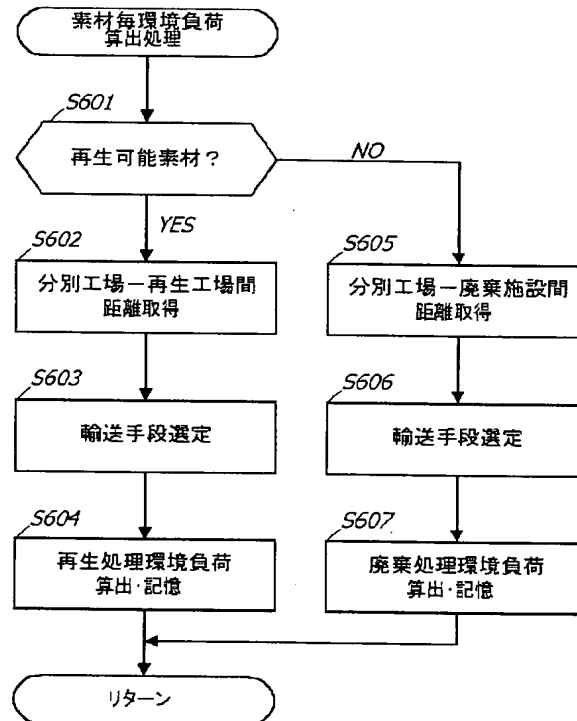 素材毎環境負荷
算出処理
S601
再生可能素材?
NO
YES
S602
分別工場-再生工場間
距離取得
S603
輸送手段選定
S604
再生処理環境負荷
算出・記憶
S605
分別工場-廃棄施設間
距離取得
S606
輸送手段選定
S607
廃棄処理環境負荷
算出・記憶
リターン